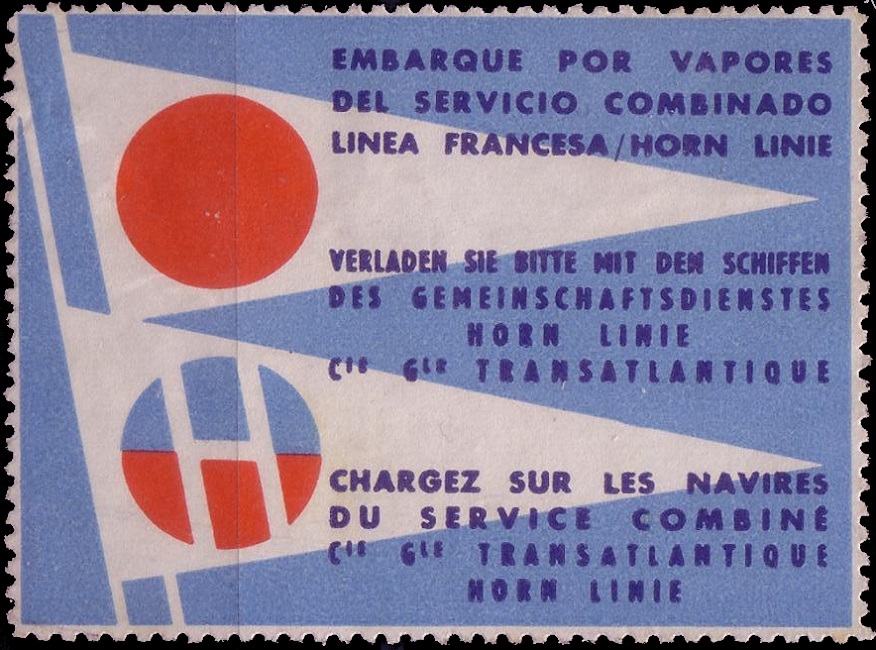 EMBARQUE POR VAPORES
DEL SERVICIO COMBINADO
LINEA FRANCESA/HORN LINIE
VERLADEN SIE BITTE MIT DEN SCHIFFEN
DES GEMEINSCHAFTSDIENSTES
HORN LINIE
Cᴵᴱ Gᴸᴱ TRANSATLANTIQUE
H
CHARGEZ SUR LES NAVIRES
DU SERVICE COMBINÉ
Cᴵᴱ Gᴸᴱ TRANSATLANTIQUE
HORN LINIE